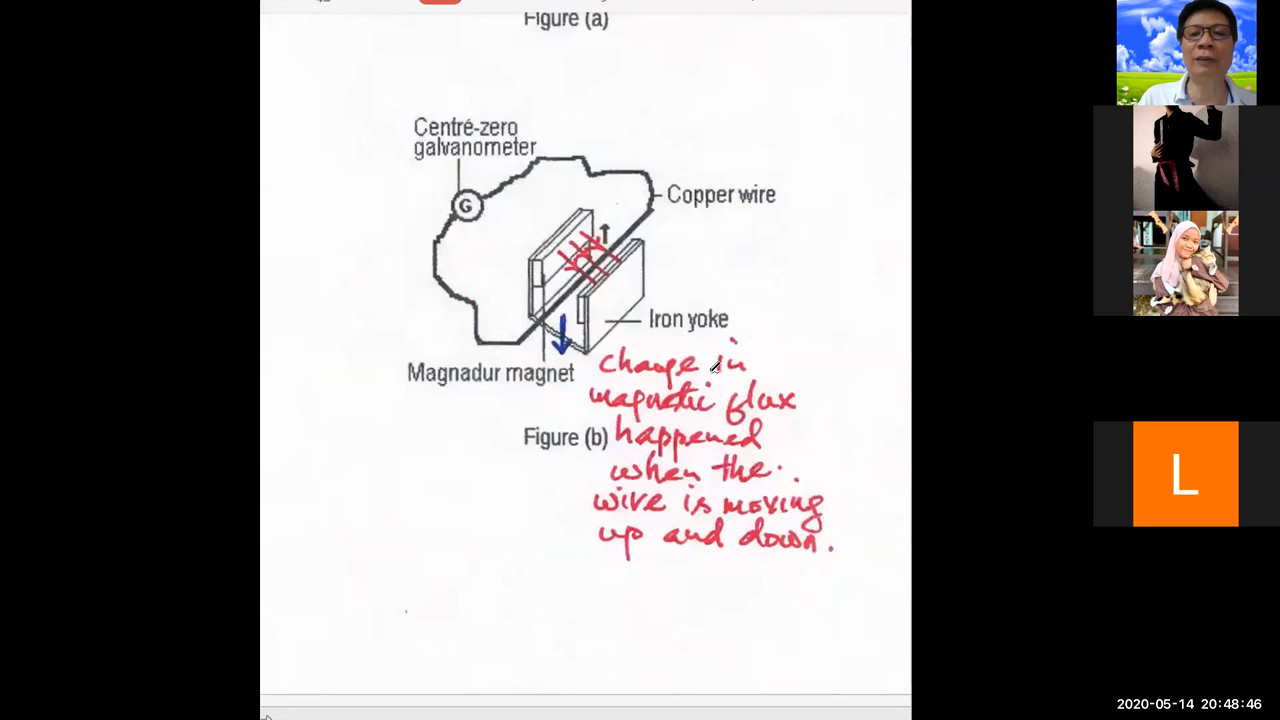 Figure (a)
Centre-zero
galvanometer
G
Copper wire
Iron yoke
Magnadur magnet
Figure (b)
change in
magnetic flux
happened
when the
wire is moving
up and down.
L
2020-05-14 20:48:46